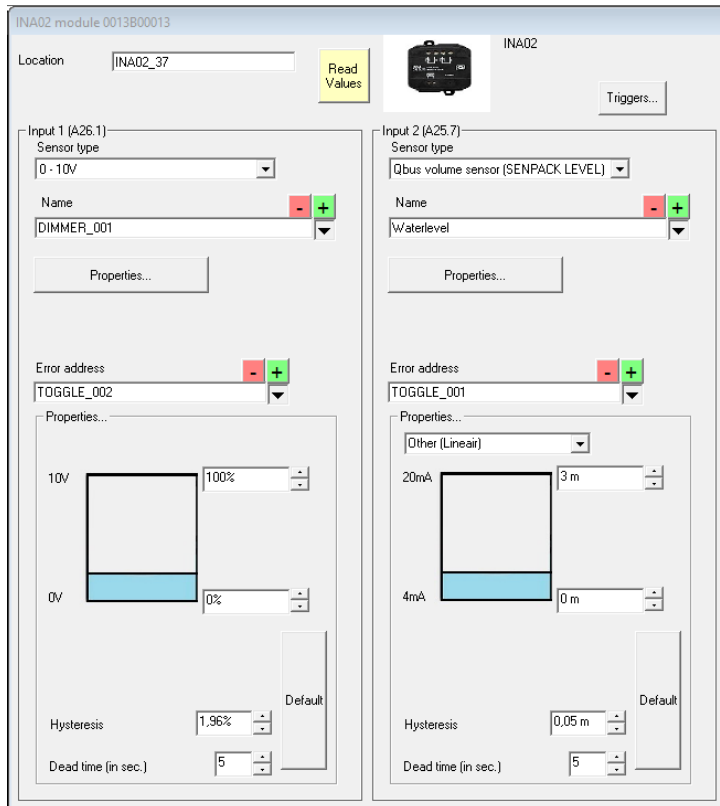 INA02 module 0013B00013
Location
INA02_37
Read
Values
INA02
Triggers...
Input 1 (A26.1)
Sensor type
0 - 10V
Name
- +
DIMMER_001
Properties...
Error address
- +
TOGGLE_002
Properties...
10V
100%
0V
0%
Default
Hysteresis
1,96%
Dead time (in sec.)
5
Input 2 (A25.7)
Sensor type
Qbus volume sensor (SENPACK LEVEL)
Name
- +
Waterlevel
Properties...
Error address
- +
TOGGLE_001
Properties...
Other (Lineair)
20mA
3 m
4mA
0 m
Default
Hysteresis
0,05 m
Dead time (in sec.)
5